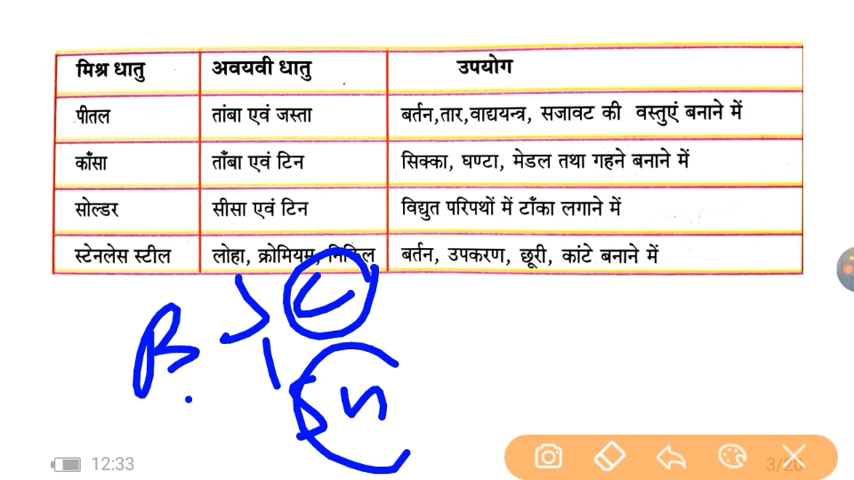 मिश्र धातु अवयवी धातु उपयोग
पीतल तांबा एवं जस्ता बर्तन,तार,वाद्ययन्त्र, सजावट की वस्तुएं बनाने में
काँसा ताँबा एवं टिन सिक्का, घण्टा, मेडल तथा गहने बनाने में
सोल्डर सीसा एवं टिन विद्युत परिपथों में टाँका लगाने में
स्टेनलेस स्टील लोहा, क्रोमियम, निकिल बर्तन, उपकरण, छूरी, कांटे बनाने में
B.
Sn
12:33
3/20